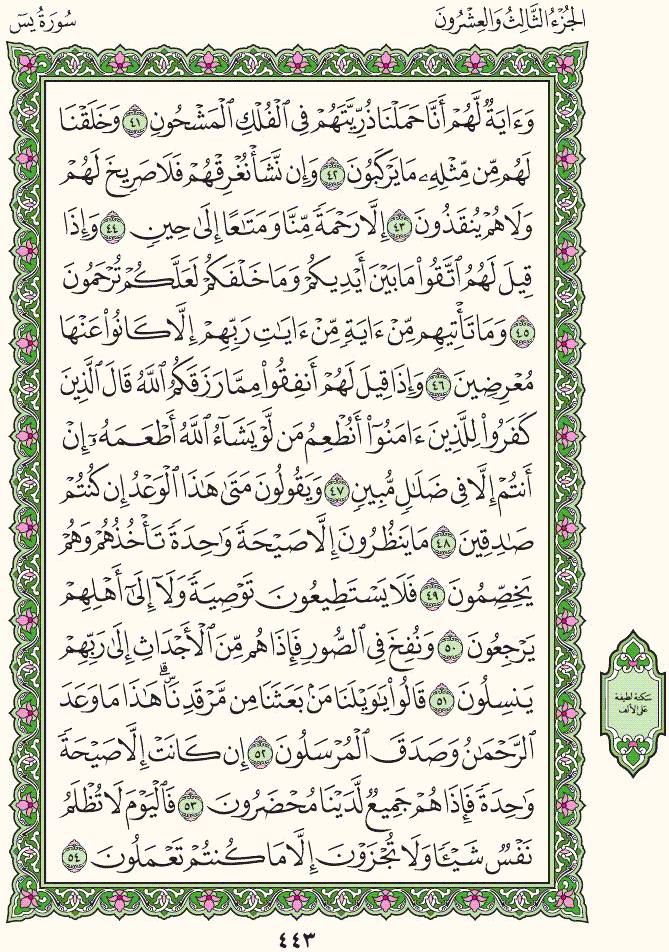 الجُزْءُ الثَّالِثُ وَالعِشْرُونَ
سُورَةُ يسٓ
وَءَايَةٌ لَّهُمْ أَنَّا حَمَلْنَا ذُرِّيَّتَهُمْ فِي ٱلْفُلْكِ ٱلْمَشْحُونِ ٤١ وَخَلَقْنَا
لَهُم مِّن مِّثْلِهِۦ مَا يَرْكَبُونَ ٤٢ وَإِن نَّشَأْ نُغْرِقْهُمْ فَلَا صَرِيخَ لَهُمْ
وَلَا هُمْ يُنقَذُونَ ٤٣ إِلَّا رَحْمَةً مِّنَّا وَمَتَٰعًا إِلَىٰ حِينٍ ٤٤ وَإِذَا
قِيلَ لَهُمُ ٱتَّقُوا۟ مَا بَيْنَ أَيْدِيكُمْ وَمَا خَلْفَكُمْ لَعَلَّكُمْ تُرْحَمُونَ
٤٥ وَمَا تَأْتِيهِم مِّنْ ءَايَةٍ مِّنْ ءَايَٰتِ رَبِّهِمْ إِلَّا كَانُوا۟ عَنْهَا
مُعْرِضِينَ ٤٦ وَإِذَا قِيلَ لَهُمْ أَنفِقُوا۟ مِمَّا رَزَقَكُمُ ٱللَّهُ قَالَ ٱلَّذِينَ
كَفَرُوا۟ لِلَّذِينَ ءَامَنُوٓا۟ أَنُطْعِمُ مَن لَّوْ يَشَآءُ ٱللَّهُ أَطْعَمَهُۥٓ إِنْ
أَنتُمْ إِلَّا فِي ضَلَٰلٍ مُّبِينٍ ٤٧ وَيَقُولُونَ مَتَىٰ هَٰذَا ٱلْوَعْدُ إِن كُنتُمْ
صَٰدِقِينَ ٤٨ مَا يَنظُرُونَ إِلَّا صَيْحَةً وَٰحِدَةً تَأْخُذُهُمْ وَهُمْ
يَخِصِّمُونَ ٤٩ فَلَا يَسْتَطِيعُونَ تَوْصِيَةً وَلَآ إِلَىٰٓ أَهْلِهِمْ
يَرْجِعُونَ ٥٠ وَنُفِخَ فِي ٱلصُّورِ فَإِذَا هُم مِّنَ ٱلْأَجْدَاثِ إِلَىٰ رَبِّهِمْ
يَنسِلُونَ ٥١ قَالُوا۟ يَٰوَيْلَنَا مَنۢ بَعَثَنَا مِن مَّرْقَدِنَاۜۗ هَٰذَا مَا وَعَدَ
ٱلرَّحْمَٰنُ وَصَدَقَ ٱلْمُرْسَلُونَ ٥٢ إِن كَانَتْ إِلَّا صَيْحَةً
وَٰحِدَةً فَإِذَا هُمْ جَمِيعٌ لَّدَيْنَا مُحْضَرُونَ ٥٣ فَٱلْيَوْمَ لَا تُظْلَمُ
نَفْسٌ شَيْـًٔا وَلَا تُجْزَوْنَ إِلَّا مَا كُنتُمْ تَعْمَلُونَ ٥٤
سكتة لطيفة
على الألف
٤٤٣